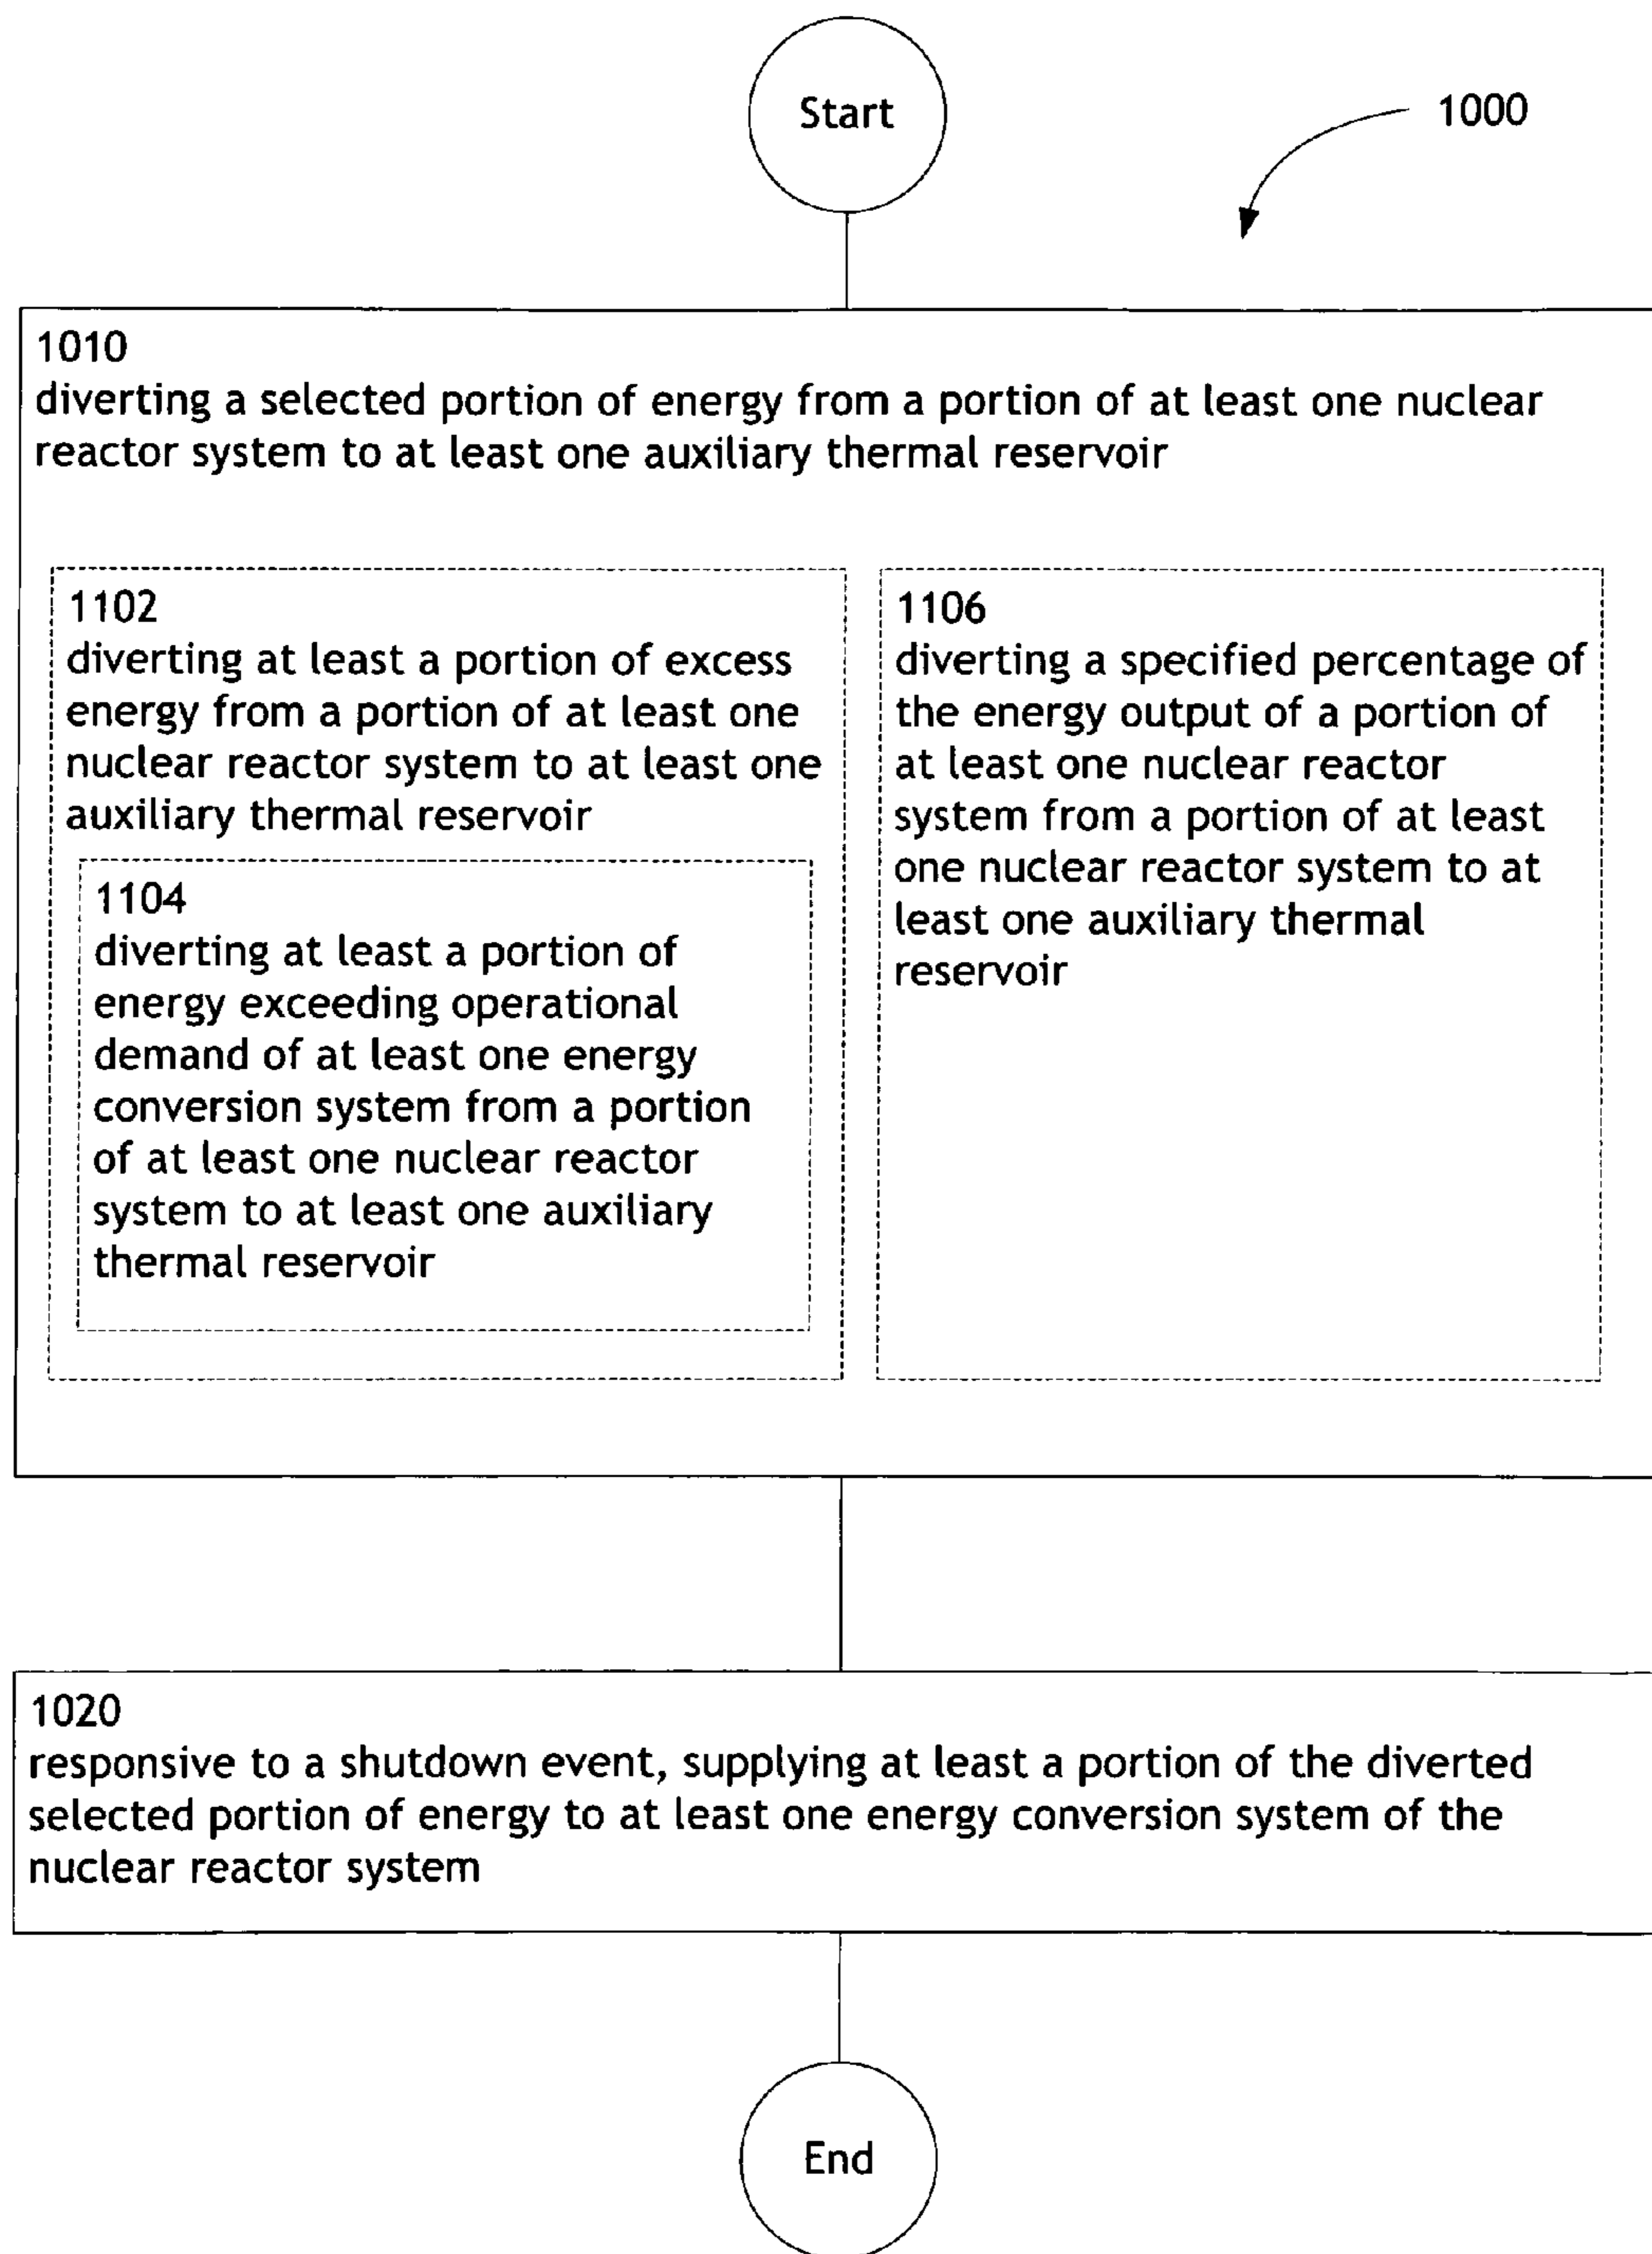 Start
1000
1010
diverting a selected portion of energy from a portion of at least one nuclear
reactor system to at least one auxiliary thermal reservoir
1102
diverting at least a portion of excess
energy from a portion of at least one
nuclear reactor system to at least one
auxiliary thermal reservoir
1104
diverting at least a portion of
energy exceeding operational
demand of at least one energy
conversion system from a portion
of at least one nuclear reactor
system to at least one auxiliary
thermal reservoir
1106
diverting a specified percentage of
the energy output of a portion of
at least one nuclear reactor
system from a portion of at least
one nuclear reactor system to at
least one auxiliary thermal
reservoir
1020
responsive to a shutdown event, supplying at least a portion of the diverted
selected portion of energy to at least one energy conversion system of the
nuclear reactor system
End